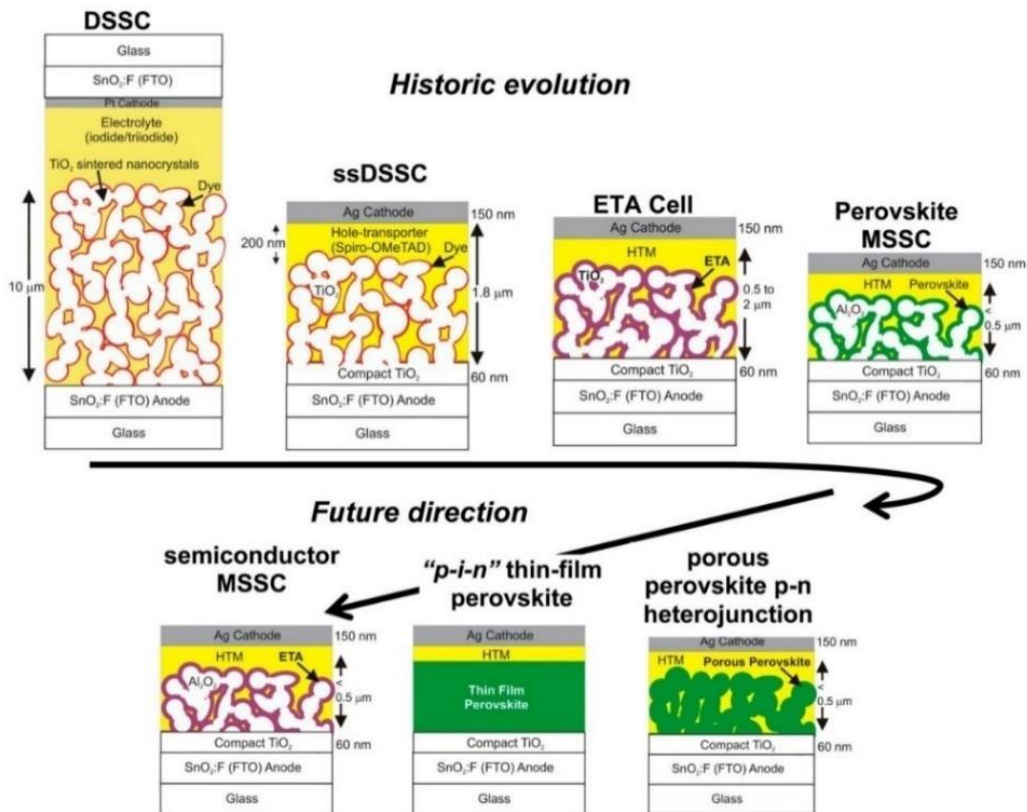 DSSC
Glass
SnO₂:F (FTO)
Pt Cathode
Electrolyte
(iodide/triiodide)
TiO₂ sintered nanocrystals
Dye
10 μm
Historic evolution
ssDSSC
Ag Cathode
150 nm
200 nm
Hole-transporter
(Spiro-OMeTAD)
Dye
TiO₂
1.8 μm
Compact TiO₂
60 nm
SnO₂:F (FTO) Anode
Glass
ETA Cell
Ag Cathode
150 nm
HTM
ETA
TiO₂
0.5 to
2 μm
Compact TiO₂
60 nm
SnO₂:F (FTO) Anode
Glass
Perovskite
MSSC
Ag Cathode
150 nm
HTM
Perovskite
Al₂O₃
<
0.5 μm
Compact TiO₂
60 nm
SnO₂:F (FTO) Anode
Glass
SnO₂:F (FTO) Anode
Glass
Future direction
semiconductor
MSSC
Ag Cathode
150 nm
HTM
ETA
Al₂O₃
<
0.5 μm
Compact TiO₂
60 nm
SnO₂:F (FTO) Anode
Glass
"p-i-n" thin-film
perovskite
Ag Cathode
HTM
Thin Film
Perovskite
Compact TiO₂
SnO₂:F (FTO) Anode
Glass
porous
perovskite p-n
heterojunction
Ag Cathode
150 nm
HTM
Porous Perovskite
<
0.5 μm
Compact TiO₂
60 nm
SnO₂:F (FTO) Anode
Glass